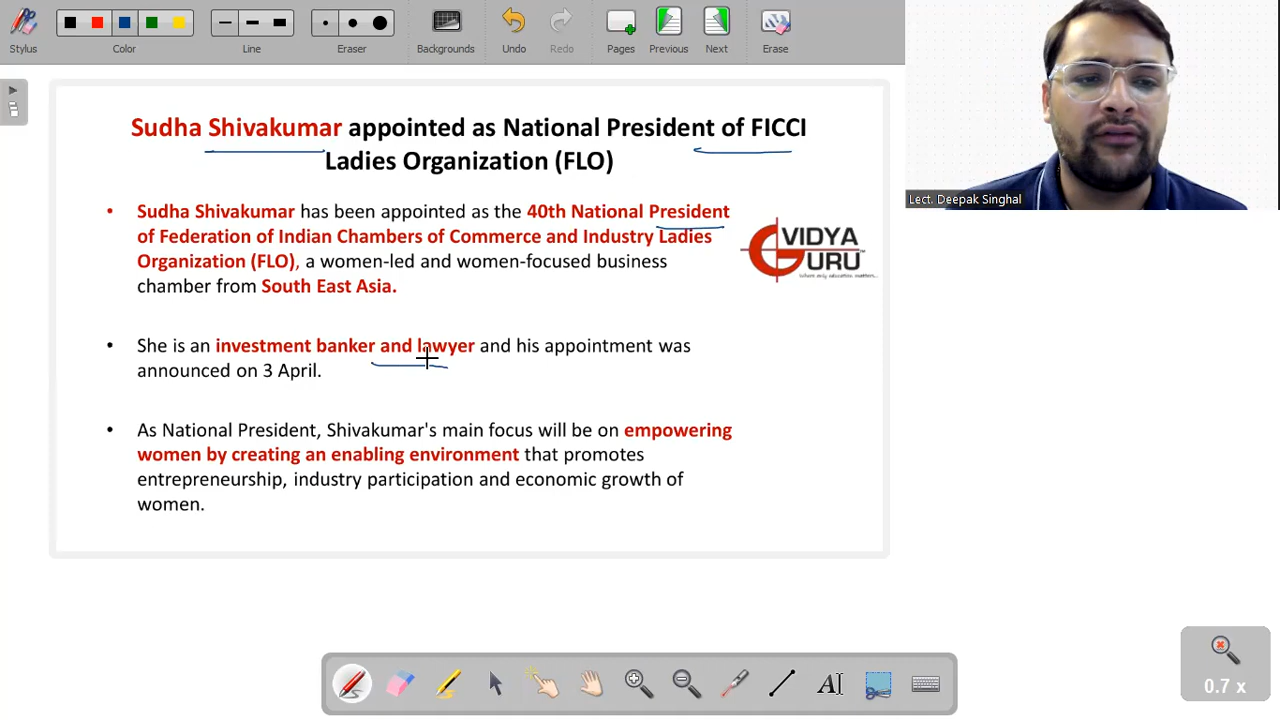 Stylus
Color
Line
Eraser
Backgrounds
Undo
Redo
Pages
Previous
Next
Erase
Sudha Shivakumar appointed as National President of FICCI
Ladies Organization (FLO)
• Sudha Shivakumar has been appointed as the 40th National President
of Federation of Indian Chambers of Commerce and Industry Ladies
Organization (FLO), a women-led and women-focused business
chamber from South East Asia.
• She is an investment banker and lawyer and his appointment was
announced on 3 April.
• As National President, Shivakumar's main focus will be on empowering
women by creating an enabling environment that promotes
entrepreneurship, industry participation and economic growth of
women.
VIDYA
GURU
Where only education matters...
Lect. Deepak Singhal
AI
0.7 x